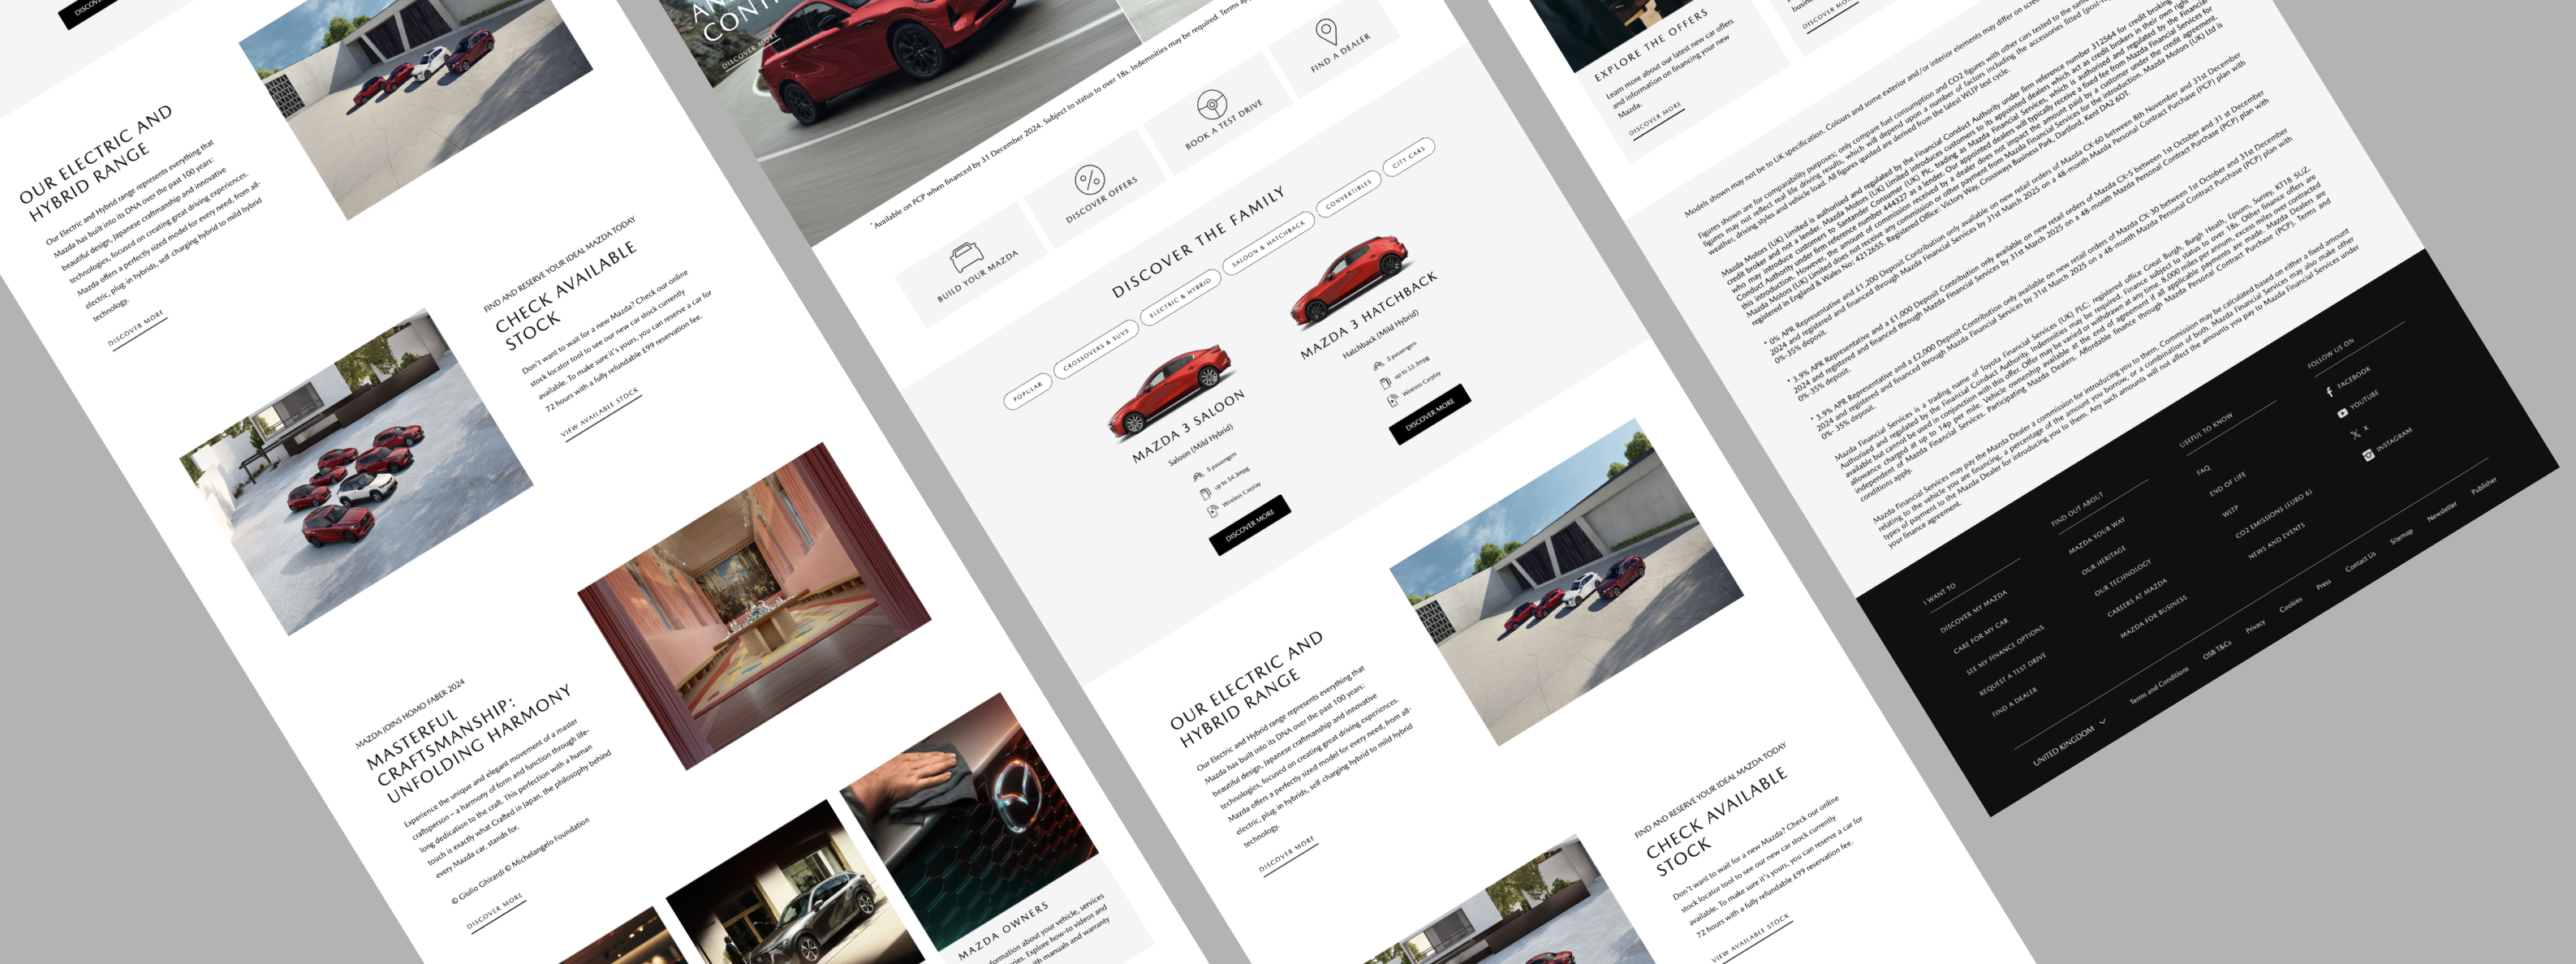 DISCOVER
OUR ELECTRIC AND
HYBRID RANGE
Our Electric and Hybrid range represents everything that
Mazda has built into its DNA over the past 100 years:
beautiful design, Japanese craftsmanship and innovative
technologies, focused on creating great driving experiences.
Mazda offers a perfectly sized model for every need, from all-
electric, plug in hybrids, self charging hybrid to mild hybrid
technology.
DISCOVER MORE
FIND AND RESERVE YOUR IDEAL MAZDA TODAY
CHECK AVAILABLE
STOCK
Don't want to wait for a new Mazda? Check our online
stock locator tool to see our new car stock currently
available. To make sure it's yours, you can reserve a car for
72 hours with a fully refundable £99 reservation fee.
VIEW AVAILABLE STOCK
MAZDA JOINS HOMO FABER 2024
MASTERFUL
CRAFTSMANSHIP:
UNFOLDING HARMONY
Experience the unique and elegant movement of a master
craftsperson – a harmony of form and function through life-
long dedication to the craft. This perfection with a human
touch is exactly what Crafted in Japan, the philosophy behind
every Mazda car, stands for.
© Giulio Ghirardi © Michelangelo Foundation
DISCOVER MORE
MAZDA OWNERS
formation about your vehicle, services
ries. Explore how-to videos and
with manuals and warranty
DISCOVER MORE
*Available on PCP when financed by 31 December 2024. Subject to status to over 18s. Indemnities may be required. Terms
BUILD YOUR MAZDA
DISCOVER OFFERS
BOOK A TEST DRIVE
FIND A DEALER
DISCOVER THE FAMILY
POPULAR
CROSSOVERS & SUVS
ELECTRIC & HYBRID
SALOON & HATCHBACK
CONVERTIBLES
CITY CARS
MAZDA 3 SALOON
Saloon (Mild Hybrid)
5 passengers
up to 54.3mpg
Wireless Carplay
DISCOVER MORE
MAZDA 3 HATCHBACK
Hatchback (Mild Hybrid)
5 passengers
up to 53.3mpg
Wireless Carplay
DISCOVER MORE
OUR ELECTRIC AND
HYBRID RANGE
Our Electric and Hybrid range represents everything that
Mazda has built into its DNA over the past 100 years:
beautiful design, Japanese craftsmanship and innovative
technologies, focused on creating great driving experiences.
Mazda offers a perfectly sized model for every need, from all-
electric, plug in hybrids, self charging hybrid to mild hybrid
technology.
DISCOVER MORE
FIND AND RESERVE YOUR IDEAL MAZDA TODAY
CHECK AVAILABLE
STOCK
Don't want to wait for a new Mazda? Check our online
stock locator tool to see our new car stock currently
available. To make sure it's yours, you can reserve a car for
72 hours with a fully refundable £99 reservation fee.
VIEW AVAILABLE STOCK
EXPLORE THE OFFERS
Learn more about our latest new car offers
and information on financing your new
Mazda.
DISCOVER MORE
DISCOVER MORE
Models shown may not be to UK specification. Colours and some exterior and/or interior elements may differ on
Figures shown are for comparability purposes; only compare fuel consumption and CO2 figures with other cars tested to the same
figures may not reflect real life driving results, which will depend upon a number of factors including the accessories fitted
weather, driving styles and vehicle load. All figures quoted are derived from the latest WLTP test cycle.
Mazda Motors (UK) Limited is authorised and regulated by the Financial Conduct Authority under firm reference number 312564 for credit broking
credit broker and not a lender. Mazda Motors (UK) Limited introduces customers to its appointed dealers which act as credit brokers in their own right
who may introduce customers to Santander Consumer (UK) Plc, trading as Mazda Financial Services, which is authorised and regulated by the Financial
Conduct Authority under firm reference number 444327 as a lender. Our appointed dealers will typically receive a fixed fee from Mazda Financial Services for
this introduction. However, the amount of commission received by a dealer does not impact the amount paid by a customer under the credit agreement.
Mazda Motors (UK) Limited does not receive any commission or other payment from Mazda Financial Services for the introduction. Mazda Motors (UK) Ltd is
registered in England & Wales No: 4212655. Registered Office: Victory Way, Crossways Business Park, Dartford, Kent DA2 6DT.
* 0% APR Representative and £1,200 Deposit Contribution only available on new retail orders of Mazda CX-60 between 8th November and 31st December
2024 and registered and financed through Mazda Financial Services by 31st March 2025 on a 48-month Mazda Personal Contract Purchase (PCP) plan with
0%-35% deposit.
* 3.9% APR Representative and a £1,000 Deposit Contribution only available on new retail orders of Mazda CX-5 between 1st October and 31 st December
2024 and registered and financed through Mazda Financial Services by 31st March 2025 on a 48-month Mazda Personal Contract Purchase (PCP) plan with
0%-35% deposit.
* 3.9% APR Representative and a £2,000 Deposit Contribution only available on new retail orders of Mazda CX-30 between 1st October and 31st December
2024 and registered and financed through Mazda Financial Services by 31st March 2025 on a 48-month Mazda Personal Contract Purchase (PCP) plan with
0%- 35% deposit.
Mazda Financial Services is a trading name of Toyota Financial Services (UK) PLC: registered office Great Burgh, Burgh Heath, Epsom, Surrey, KT18 5UZ.
Authorised and regulated by the Financial Conduct Authority. Indemnities may be required. Finance subject to status to over 18s. Other finance offers are
available but cannot be used in conjunction with this offer. Offer may be varied or withdrawn at any time. 8,000 miles per annum, excess miles over contracted
allowance charged at up to 14p per mile. Vehicle ownership available at the end of agreement if all applicable payments are made. Mazda Dealers are
independent of Mazda Financial Services. Participating Mazda Dealers. Affordable finance through Mazda Personal Contract Purchase (PCP). Terms and
conditions apply.
Mazda Financial Services may pay the Mazda Dealer a commission for introducing you to them. Commission may be calculated based on either a fixed amount
relating to the vehicle you are financing, a percentage of the amount you borrow, or a combination of both. Mazda Financial Services may also make other
types of payment to the Mazda Dealer for introducing you to them. Any such amounts will not affect the amounts you pay to Mazda Financial Services under
your finance agreement.
I WANT TO
DISCOVER MY MAZDA
CARE FOR MY CAR
SEE MY FINANCE OPTIONS
REQUEST A TEST DRIVE
FIND A DEALER
FIND OUT ABOUT
MAZDA YOUR WAY
OUR HERITAGE
OUR TECHNOLOGY
CAREERS AT MAZDA
MAZDA FOR BUSINESS
USEFUL TO KNOW
FAQ
END OF LIFE
WLTP
CO2 EMISSIONS (EURO 6)
NEWS AND EVENTS
FOLLOW US ON
FACEBOOK
YOUTUBE
X
INSTAGRAM
UNITED KINGDOM
Terms and Conditions
OSB T&Cs
Privacy
Cookies
Press
Contact Us
Sitemap
Newsletter
Publisher